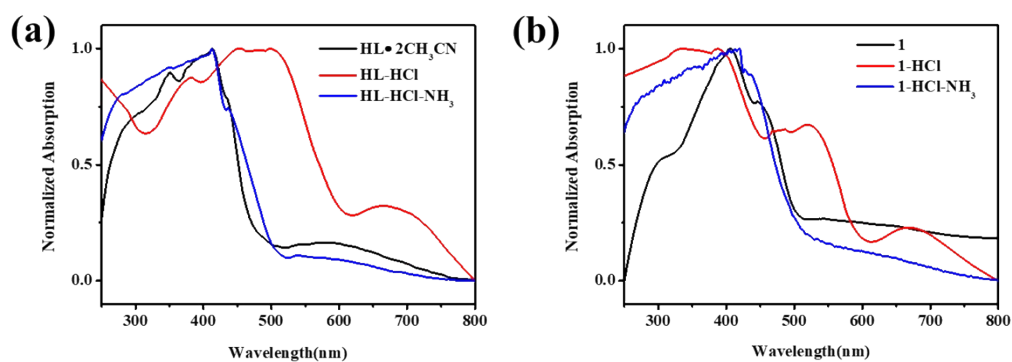 (a)
HL• 2CH₃CN
HL-HCl
HL-HCl-NH₃
Normalized Absorption
1.0
0.5
0.0
300 400 500 600 700 800
Wavelength(nm)
(b)
1
1-HCl
1-HCl-NH₃
Normalized Absorption
1.0
0.5
0.0
300 400 500 600 700 800
Wavelength(nm)